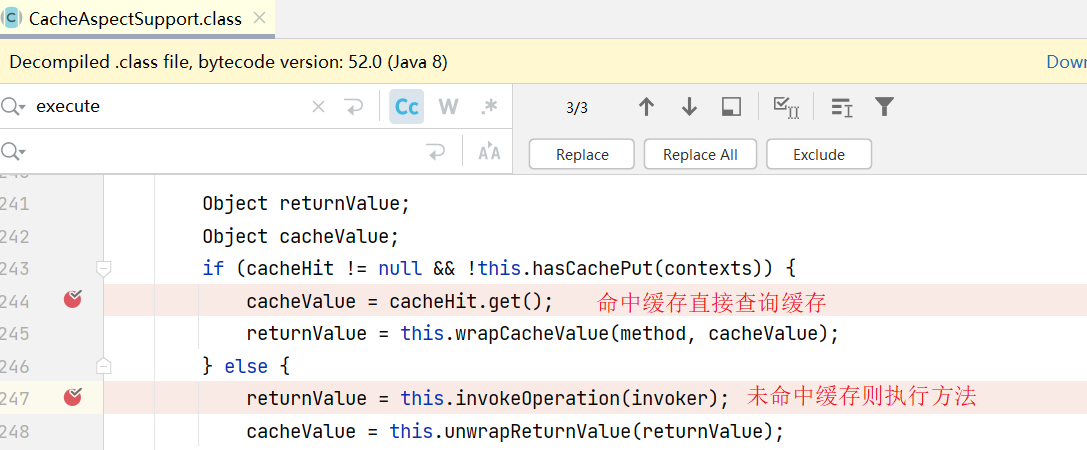 CacheAspectSupport.class
Decompiled .class file, bytecode version: 52.0 (Java 8)
execute Cc W .* 3/3
Replace Replace All Exclude
241 Object returnValue;
242 Object cacheValue;
243 if (cacheHit != null && !this.hasCachePut(contexts)) {
244 cacheValue = cacheHit.get(); 命中缓存直接查询缓存
245 returnValue = this.wrapCacheValue(method, cacheValue);
246 } else {
247 returnValue = this.invokeOperation(invoker); 未命中缓存则执行方法
248 cacheValue = this.unwrapReturnValue(returnValue);